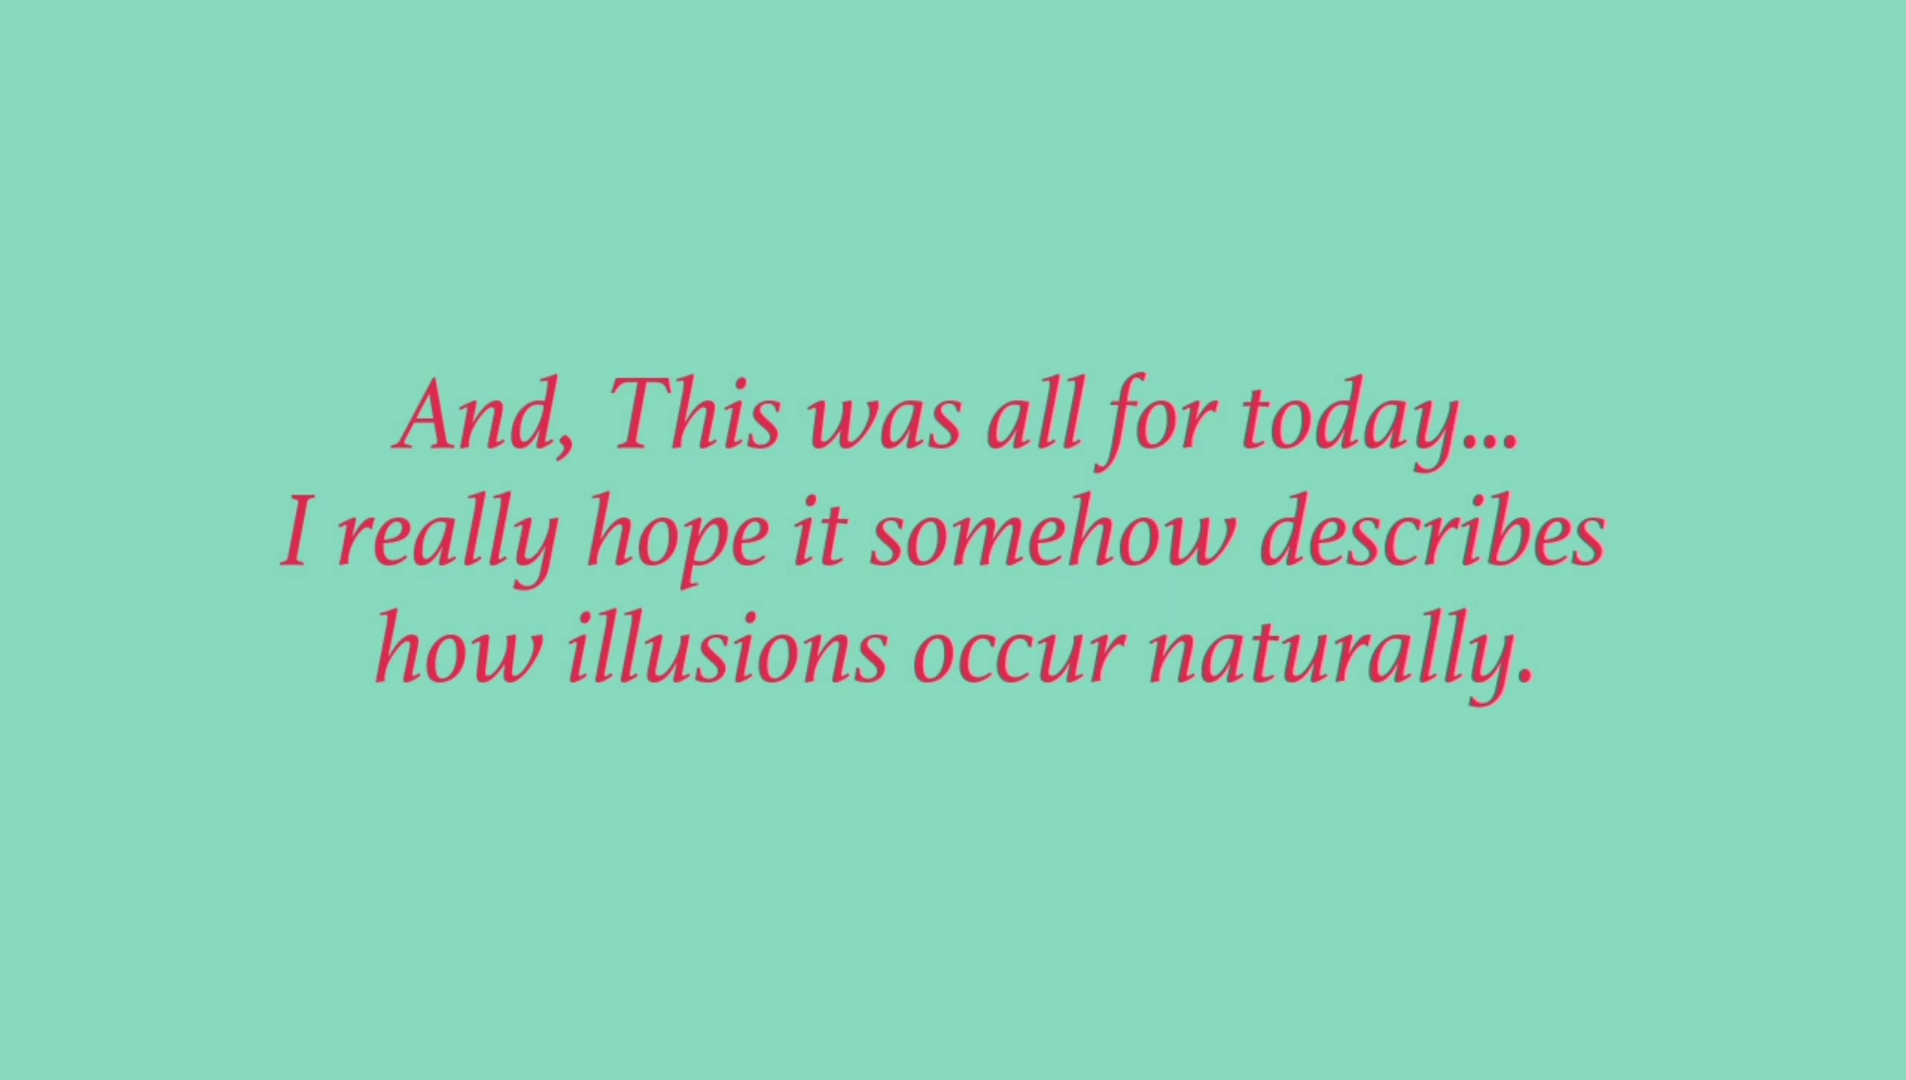 And, This was all for today...
I really hope it somehow describes
how illusions occur naturally.